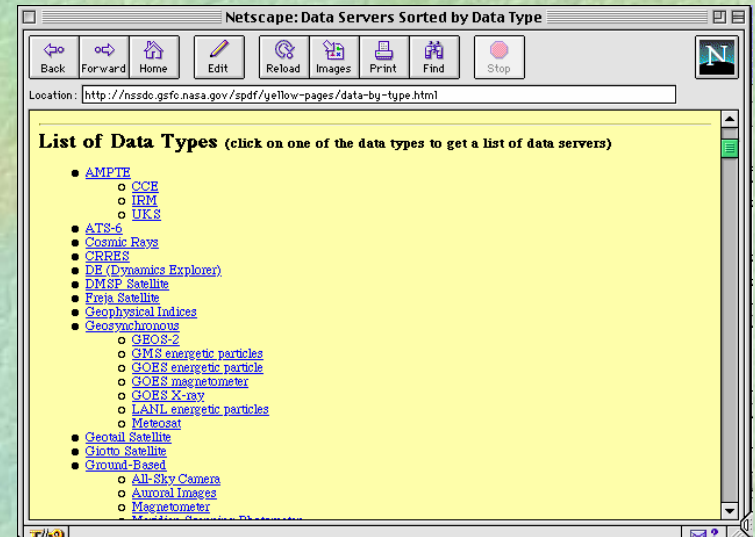 Netscape: Data Servers Sorted by Data Type
Back Forward Home Edit Reload Images Print Find Stop N
Location: http://nssdc.gsfc.nasa.gov/spdf/yellow-pages/data-by-type.html
List of Data Types (click on one of the data types to get a list of data servers)
AMPTE
CCE
IRM
UKS
ATS-6
Cosmic Rays
CRRES
DE (Dynamics Explorer)
DMSP Satellite
Freja Satellite
Geophysical Indices
Geosynchronous
GEOS-2
GMS energetic particles
GOES energetic particle
GOES magnetometer
GOES X-ray
LANL energetic particles
Meteosat
Geotail Satellite
Giotto Satellite
Ground-Based
All-Sky Camera
Auroral Images
Magnetometer
Meridian Scanning Photometer